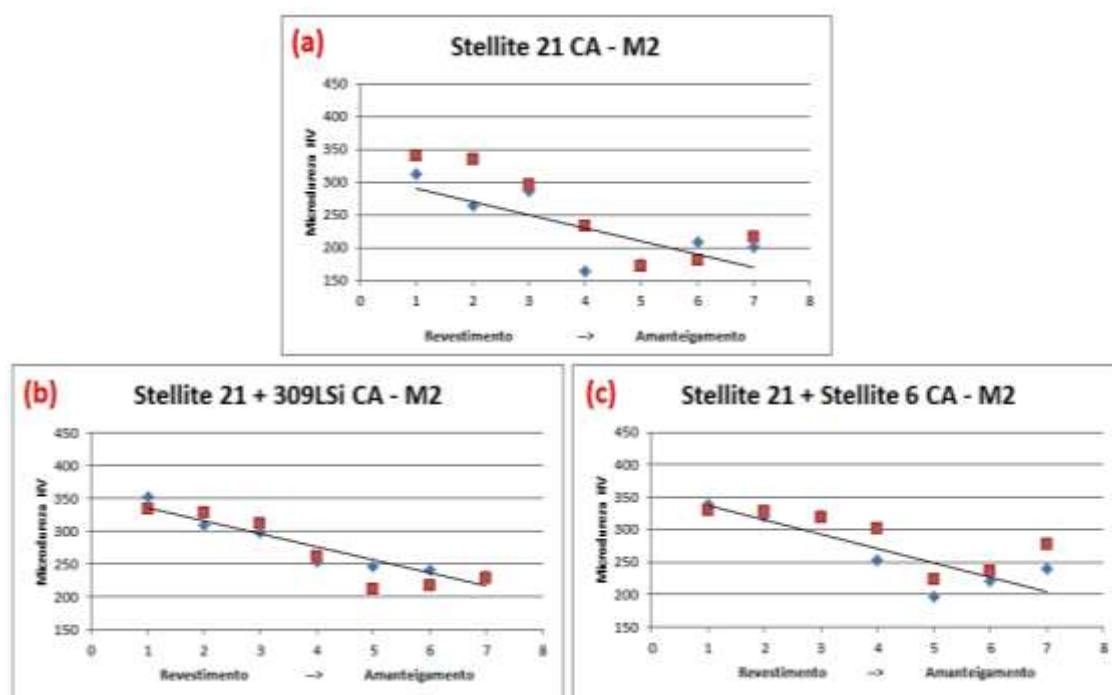 (a)
Stellite 21 CA - M2
Microdureza HV
450
400
350
300
250
200
150
0 1 2 3 4 5 6 7 8
Revestimento --> Amanteigamento
(b)
Stellite 21 + 309LSi CA - M2
Microdureza HV
450
400
350
300
250
200
150
0 1 2 3 4 5 6 7 8
Revestimento --> Amanteigamento
(c)
Stellite 21 + Stellite 6 CA - M2
Microdureza HV
450
400
350
300
250
200
150
0 1 2 3 4 5 6 7 8
Revestimento --> Amanteigamento